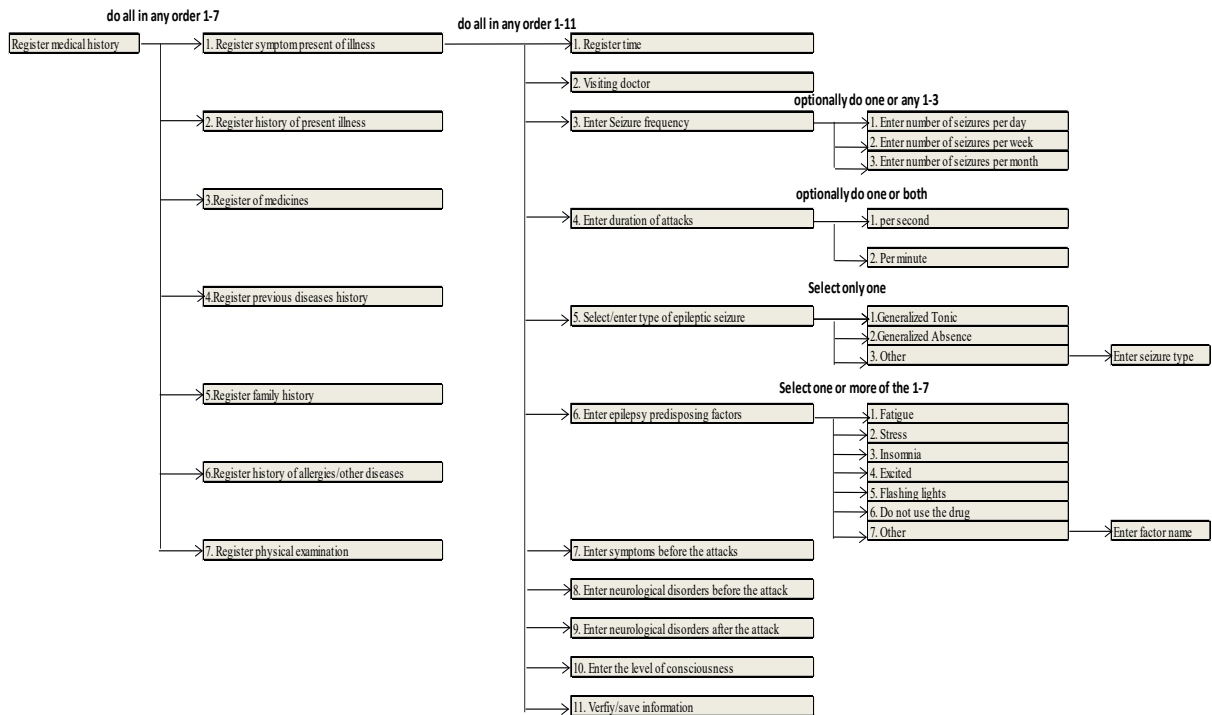 do all in any order 1-7
do all in any order 1-11
Register medical history
1. Register symptom present of illness
2. Register history of present illness
3.Register of medicines
4.Register previous diseases history
5.Register family history
6.Register history of allergies/other diseases
7. Register physical examination
1. Register time
2. Visiting doctor
3. Enter Seizure frequency
optionally do one or any 1-3
1. Enter number of seizures per day
2. Enter number of seizures per week
3. Enter number of seizures per month
4. Enter duration of attacks
optionally do one or both
1. per second
2. Per minute
5. Select/enter type of epileptic seizure
Select only one
1.Generalized Tonic
2.Generalized Absence
3. Other
Enter seizure type
6. Enter epilepsy predisposing factors
Select one or more of the 1-7
1. Fatigue
2. Stress
3. Insomnia
4. Excited
5. Flashing lights
6. Do not use the drug
7. Other
Enter factor name
7. Enter symptoms before the attacks
8. Enter neurological disorders before the attack
9. Enter neurological disorders after the attack
10. Enter the level of consciousness
11. Verfiy/save information